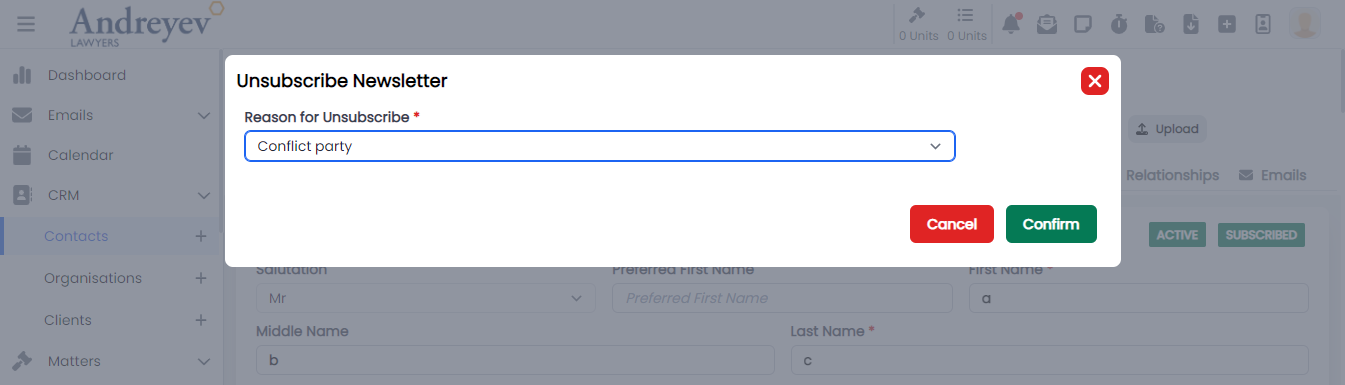 Andreyev
LAWYERS
0 Units 0 Units
Dashboard
Emails
Calendar
CRM
Contacts
Organisations
Clients
Matters
Unsubscribe Newsletter
Reason for Unsubscribe *
Conflict party
Cancel Confirm
Upload
Relationships Emails
ACTIVE SUBSCRIBED
Salutation Preferred First Name First Name *
Mr Preferred First Name a
Middle Name Last Name *
b c